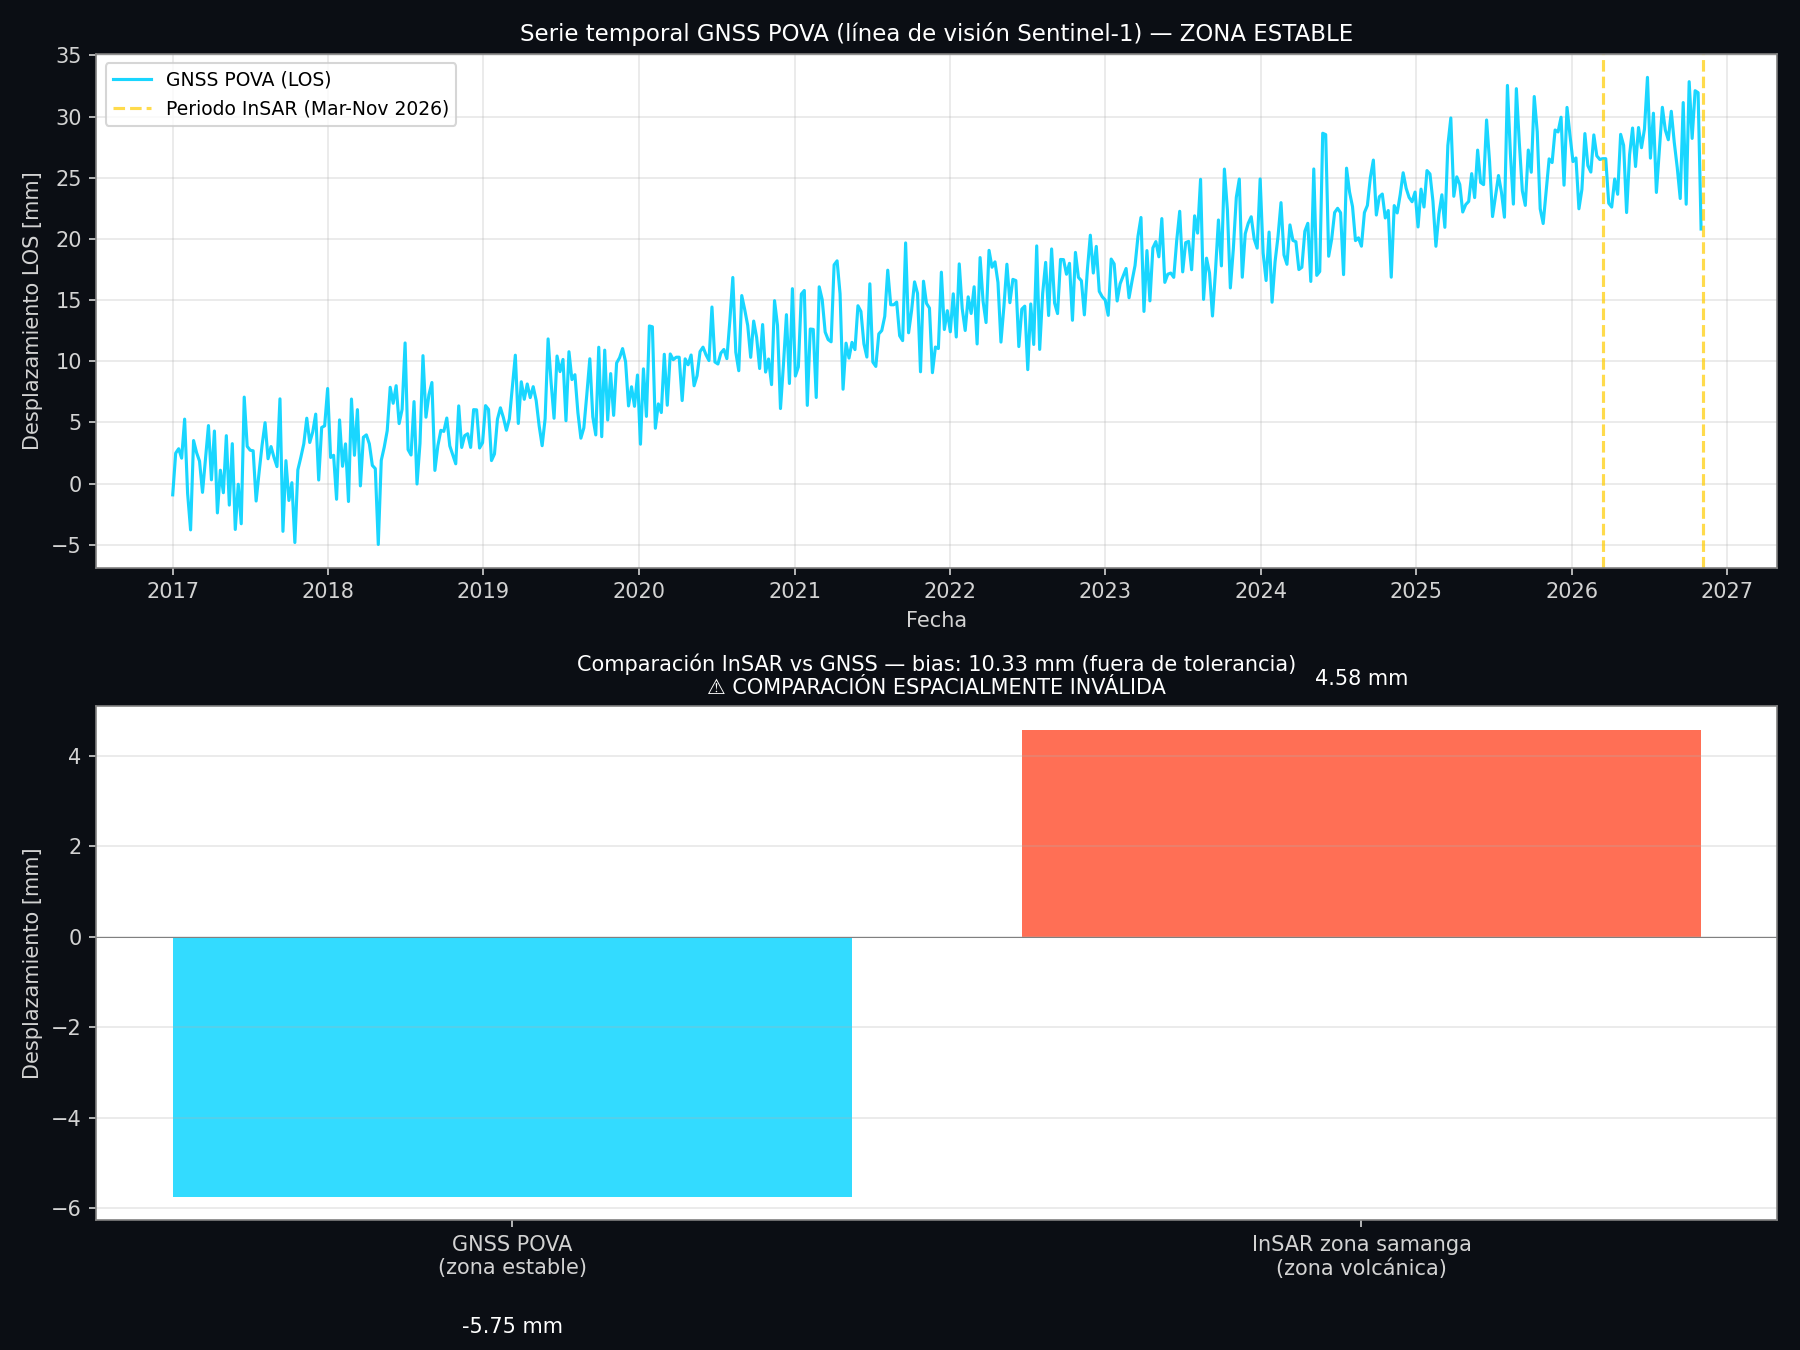 Serie temporal GNSS POVA (línea de visión Sentinel-1) — ZONA ESTABLE
GNSS POVA (LOS)
Periodo InSAR (Mar-Nov 2026)
Desplazamiento LOS [mm]
35
30
25
20
15
10
5
0
−5
2017
2018
2019
2020
2021
2022
2023
2024
2025
2026
2027
Fecha
Comparación InSAR vs GNSS — bias: 10.33 mm (fuera de tolerancia)
⚠ COMPARACIÓN ESPACIALMENTE INVÁLIDA
4.58 mm
Desplazamiento [mm]
4
2
0
−2
−4
−6
GNSS POVA
(zona estable)
InSAR zona samanga
(zona volcánica)
-5.75 mm